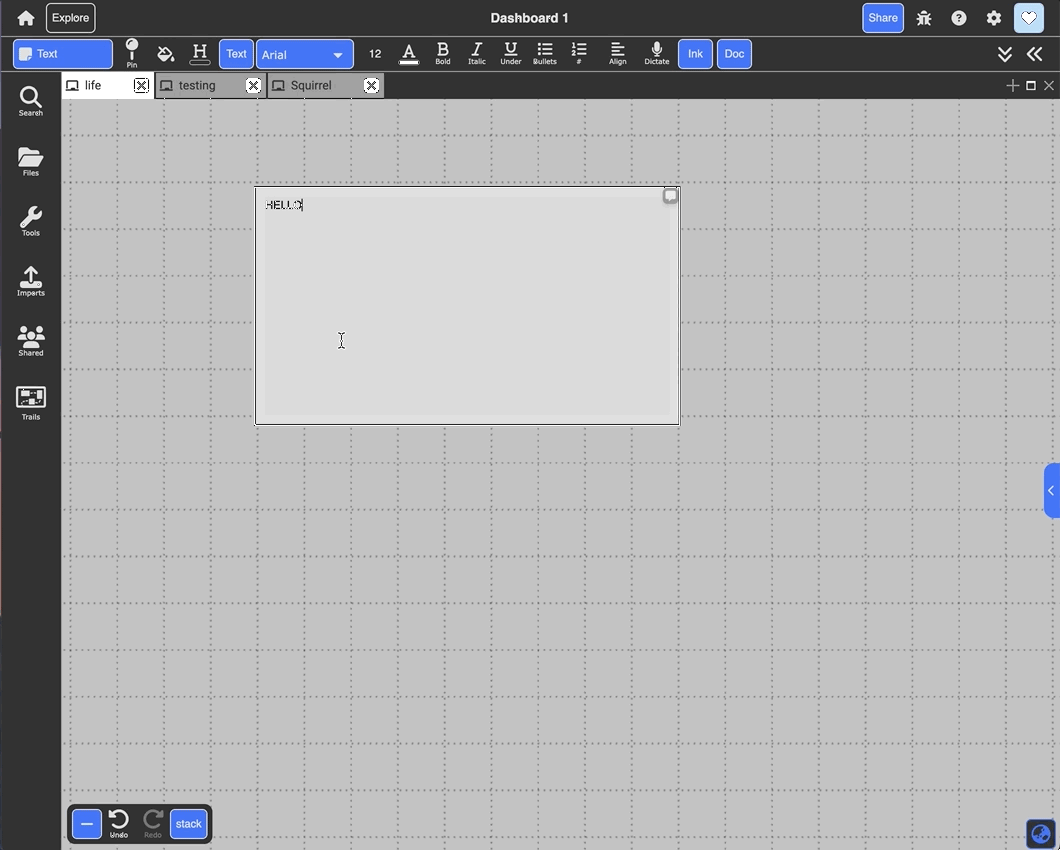 Explore
Dashboard 1
Share
Text
Pin
H
Text
Arial
12
A
B
Bold
I
Italic
U
Under
Bullets
#
Align
Dictate
Ink
Doc
life
testing
Squirrel
Search
Files
Tools
Imports
Shared
Trails
HELLO
Undo
Redo
stack